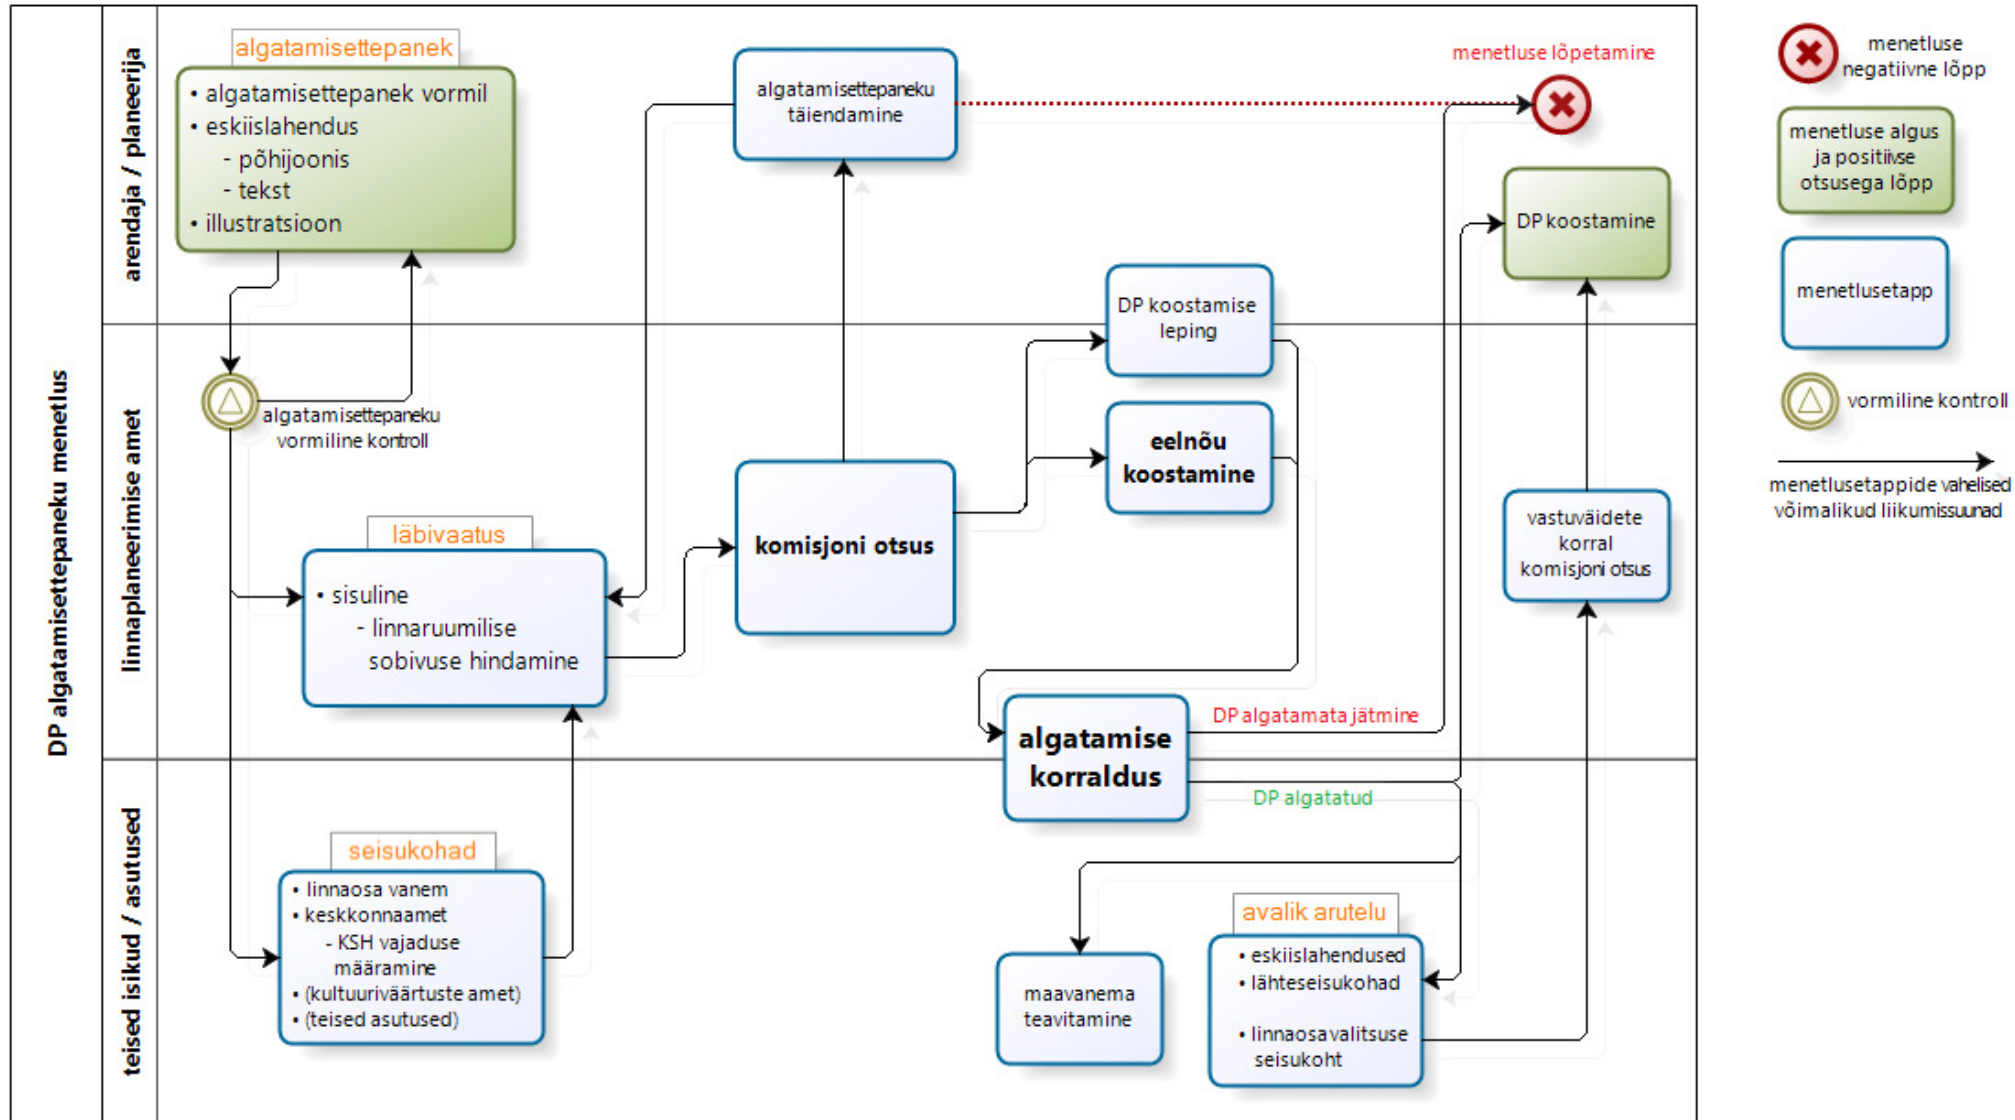 DP algatamisettepaneku menetlus
arendaja / planeerija
algatamisettepanek
• algatamisettepanek vormil
• eskiislahendus
- põhijoonis
- tekst
• illustratsioon
algatamisettepaneku
täiendamine
menetluse lõpetamine
DP koostamine
linnaplaneerimise amet
algatamisettepaneku
vormiline kontroll
läbivaatus
• sisuline
- linnaruumilise
sobivuse hindamine
komisjoni otsus
DP koostamise
leping
eelnõu
koostamine
vastuväidete
korral
komisjoni otsus
algatamise
korraldus
DP algatamata jätmine
DP algatatud
teised isikud / asutused
seisukohad
• linnaosa vanem
• keskkonnaamet
- KSH vajaduse
määramine
• (kultuuriväärtuste amet)
• (teised asutused)
maavanema
teavitamine
avalik arutelu
• eskiislahendused
• lähteseisukohad
• linnaosavalitsuse
seisukoht
menetluse
negatiivne lõpp
menetluse algus
ja positiivse
otsusega lõpp
menetlusetapp
vormiline kontroll
menetlusetappide vahelised
võimalikud liikumissuunad